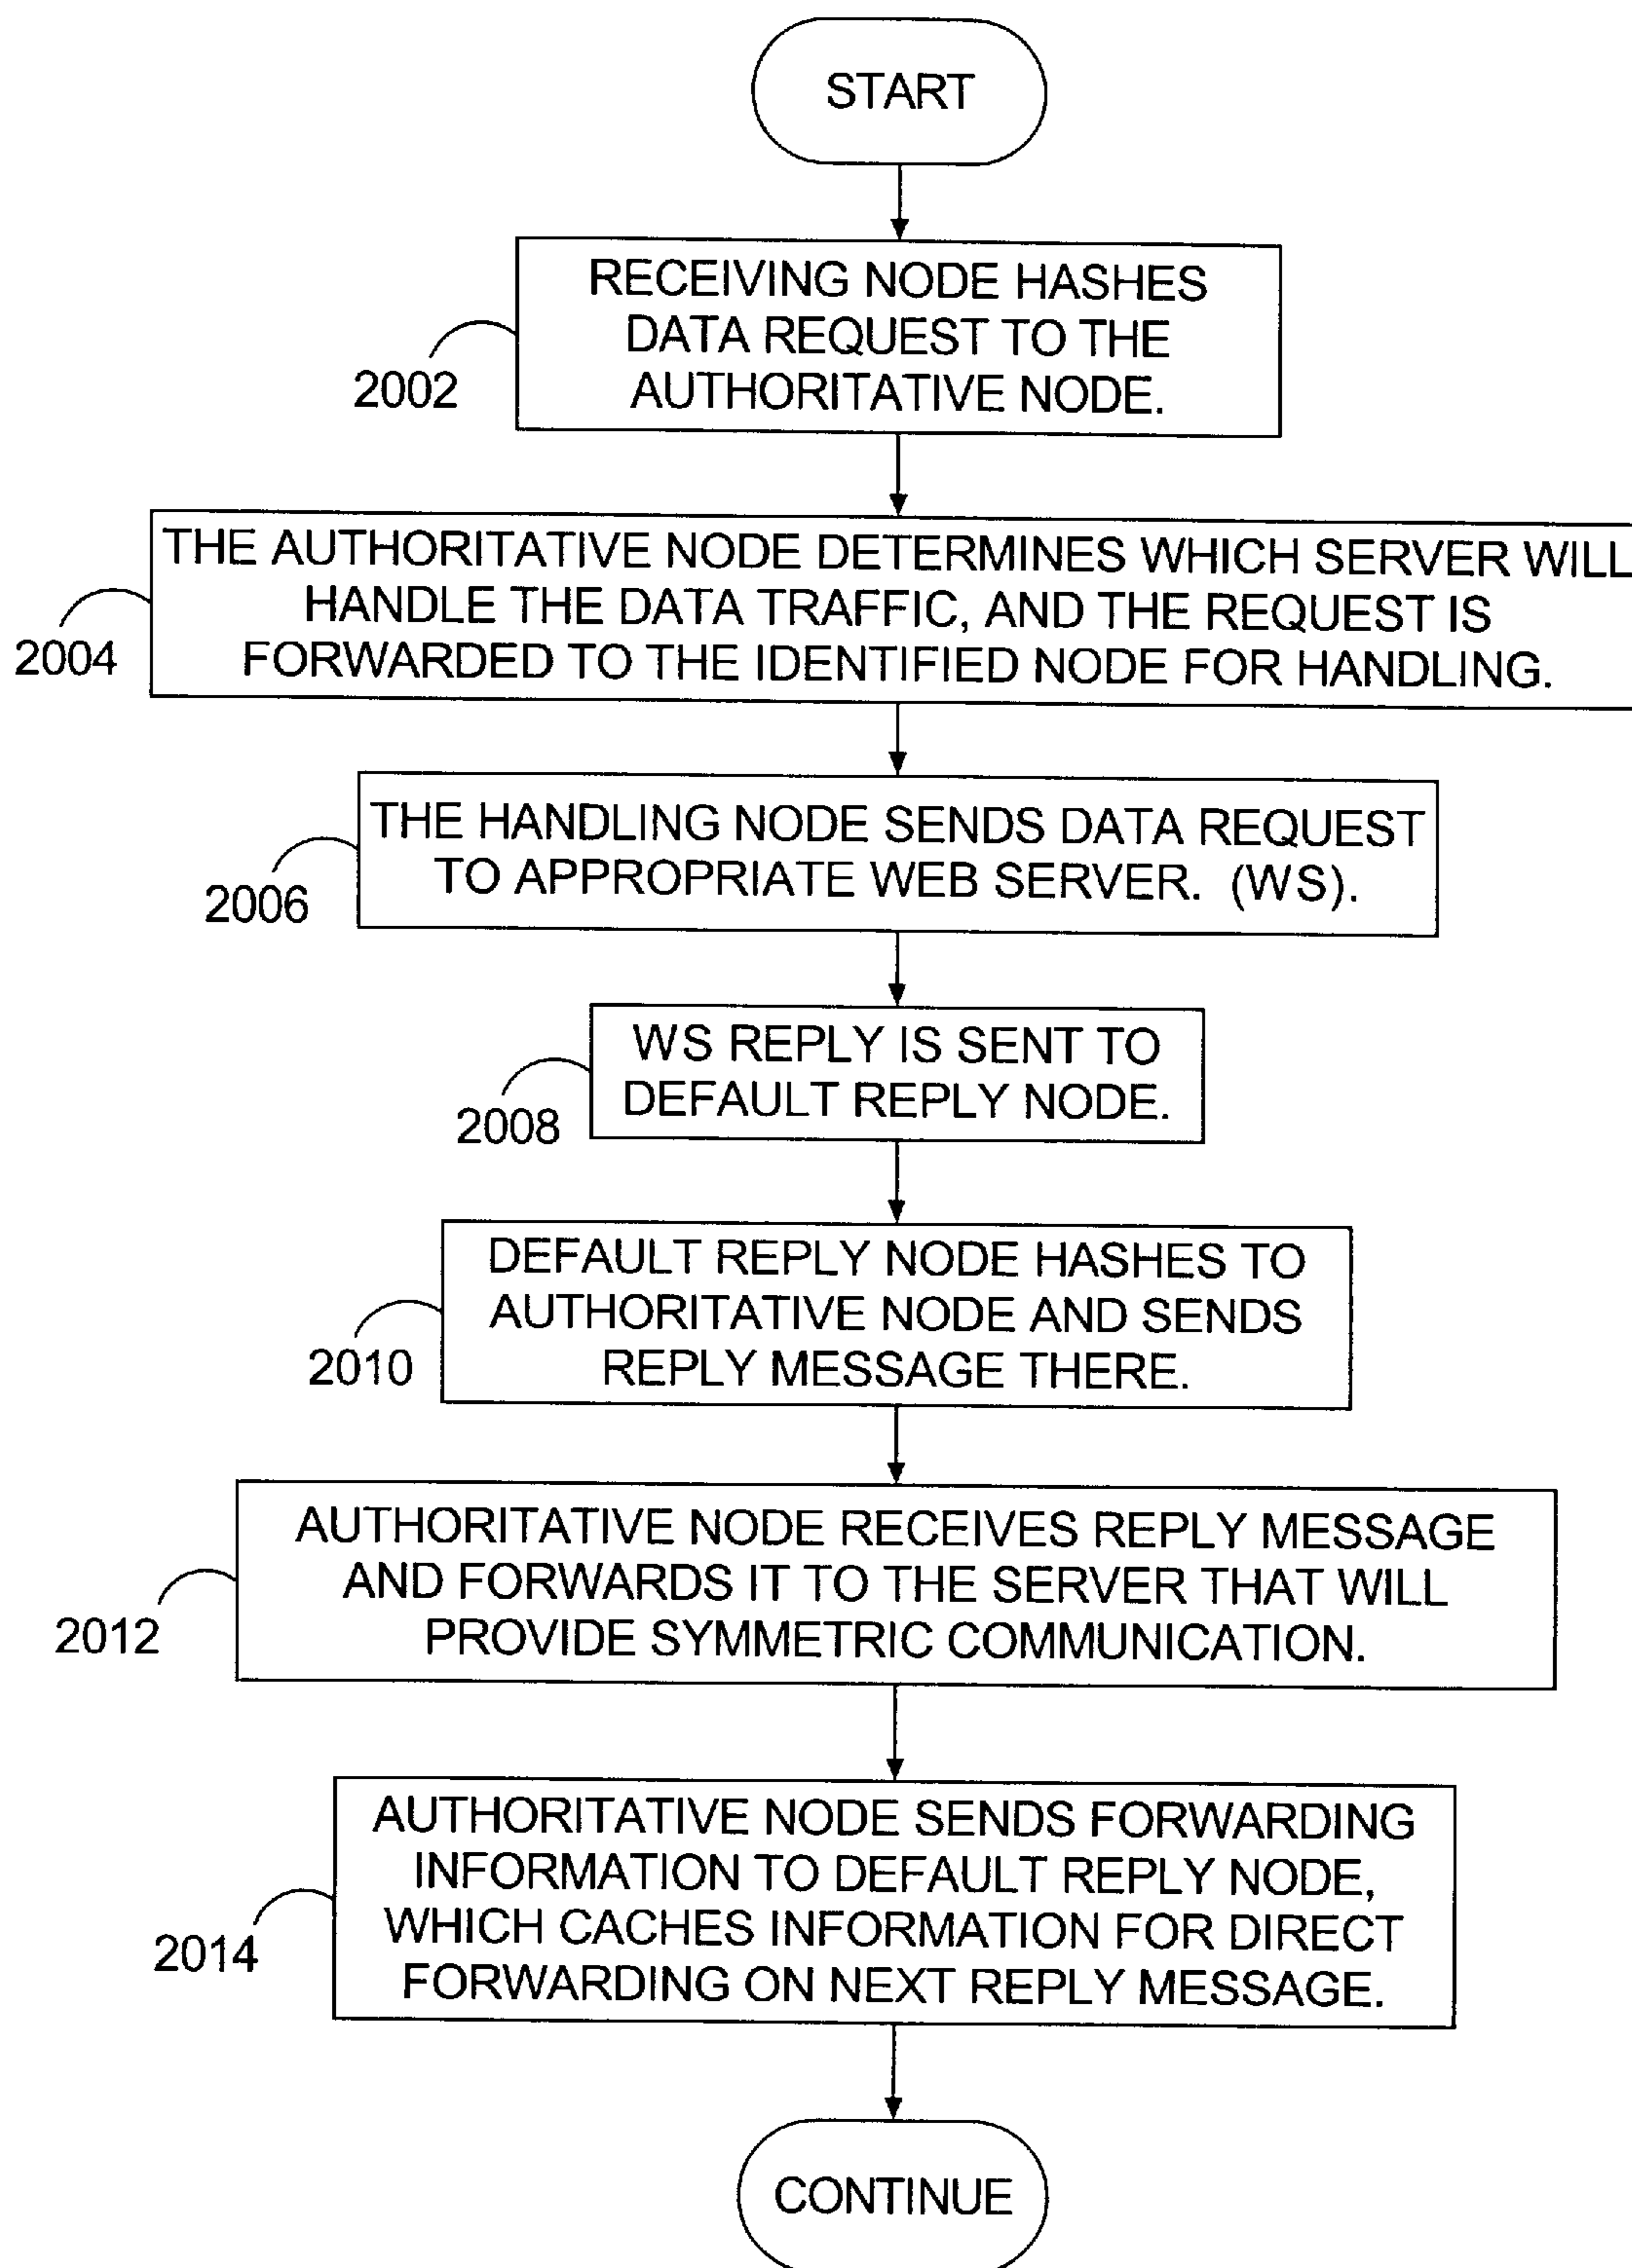 START
RECEIVING NODE HASHES
DATA REQUEST TO THE
AUTHORITATIVE NODE.
2002
THE AUTHORITATIVE NODE DETERMINES WHICH SERVER WILL
HANDLE THE DATA TRAFFIC, AND THE REQUEST IS
FORWARDED TO THE IDENTIFIED NODE FOR HANDLING.
2004
THE HANDLING NODE SENDS DATA REQUEST
TO APPROPRIATE WEB SERVER. (WS).
2006
WS REPLY IS SENT TO
DEFAULT REPLY NODE.
2008
DEFAULT REPLY NODE HASHES TO
AUTHORITATIVE NODE AND SENDS
REPLY MESSAGE THERE.
2010
AUTHORITATIVE NODE RECEIVES REPLY MESSAGE
AND FORWARDS IT TO THE SERVER THAT WILL
PROVIDE SYMMETRIC COMMUNICATION.
2012
AUTHORITATIVE NODE SENDS FORWARDING
INFORMATION TO DEFAULT REPLY NODE,
WHICH CACHES INFORMATION FOR DIRECT
FORWARDING ON NEXT REPLY MESSAGE.
2014
CONTINUE